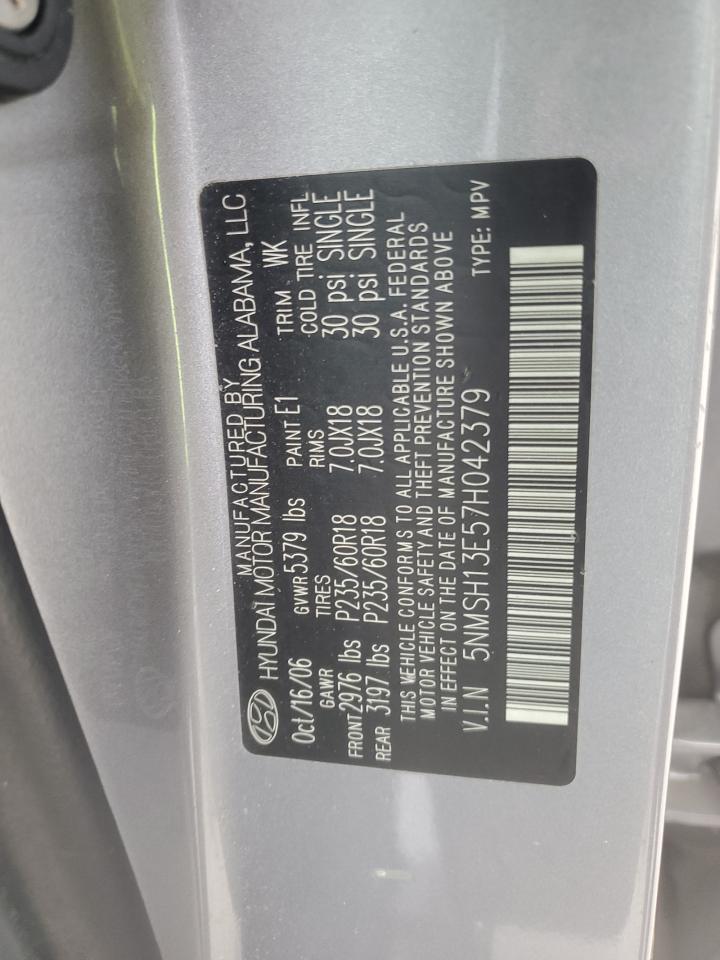 MANUFACTURED BY
HYUNDAI MOTOR MANUFACTURING ALABAMA, LLC
Oct/16/06 GVWR 5379 lbs PAINT E1 TRIM WK
GAWR TIRES RIMS COLD TIRE INFL
FRONT 2976 lbs P235/60R18 7.0JX18 30 psi SINGLE
REAR 3197 lbs P235/60R18 7.0JX18 30 psi SINGLE
THIS VEHICLE CONFORMS TO ALL APPLICABLE U.S.A. FEDERAL
MOTOR VEHICLE SAFETY AND THEFT PREVENTION STANDARDS
IN EFFECT ON THE DATE OF MANUFACTURE SHOWN ABOVE
V.I.N 5NMSH13E57H042379 TYPE: MPV